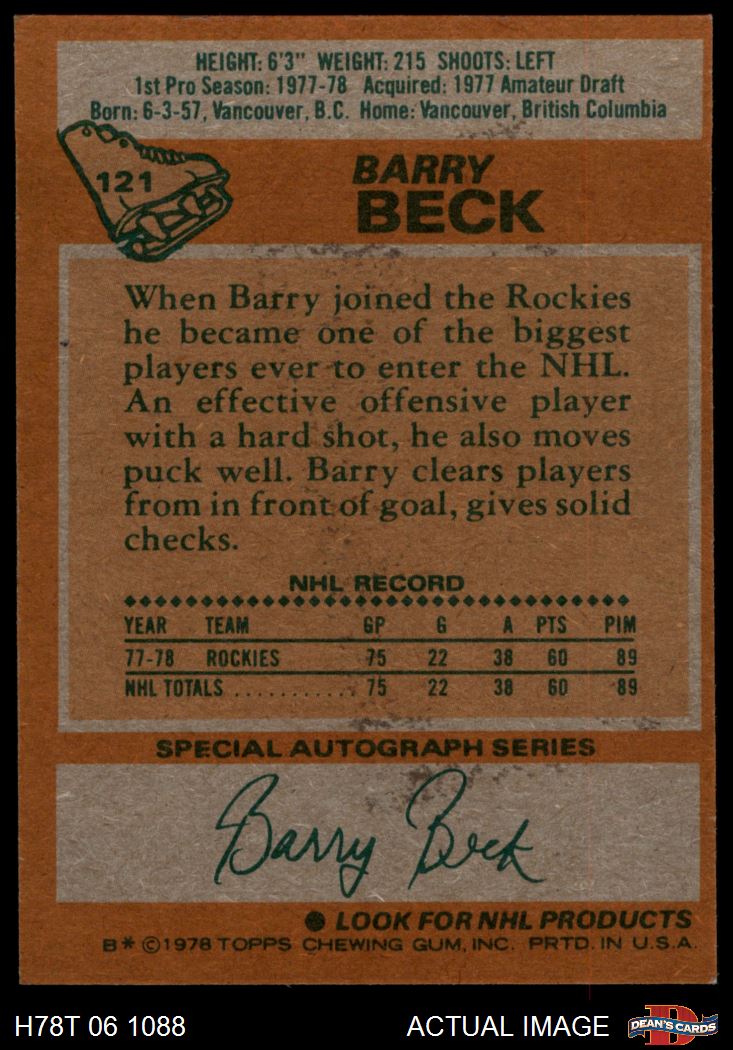 HEIGHT: 6'3" WEIGHT: 215 SHOOTS: LEFT
1st Pro Season: 1977-78 Acquired: 1977 Amateur Draft
Born: 6-3-57, Vancouver, B.C. Home: Vancouver, British Columbia
121
BARRY
BECK
When Barry joined the Rockies
he became one of the biggest
players ever to enter the NHL.
An effective offensive player
with a hard shot, he also moves
puck well. Barry clears players
from in front of goal, gives solid
checks.
NHL RECORD
YEAR TEAM GP G A PTS PIM
77-78 ROCKIES 75 22 38 60 89
NHL TOTALS ........... 75 22 38 60 89
SPECIAL AUTOGRAPH SERIES
Barry Beck
● LOOK FOR NHL PRODUCTS
B* ©1978 TOPPS CHEWING GUM, INC. PRTD. IN U.S.A.
H78T 06 1088 ACTUAL IMAGE D DEAN'S CARDS